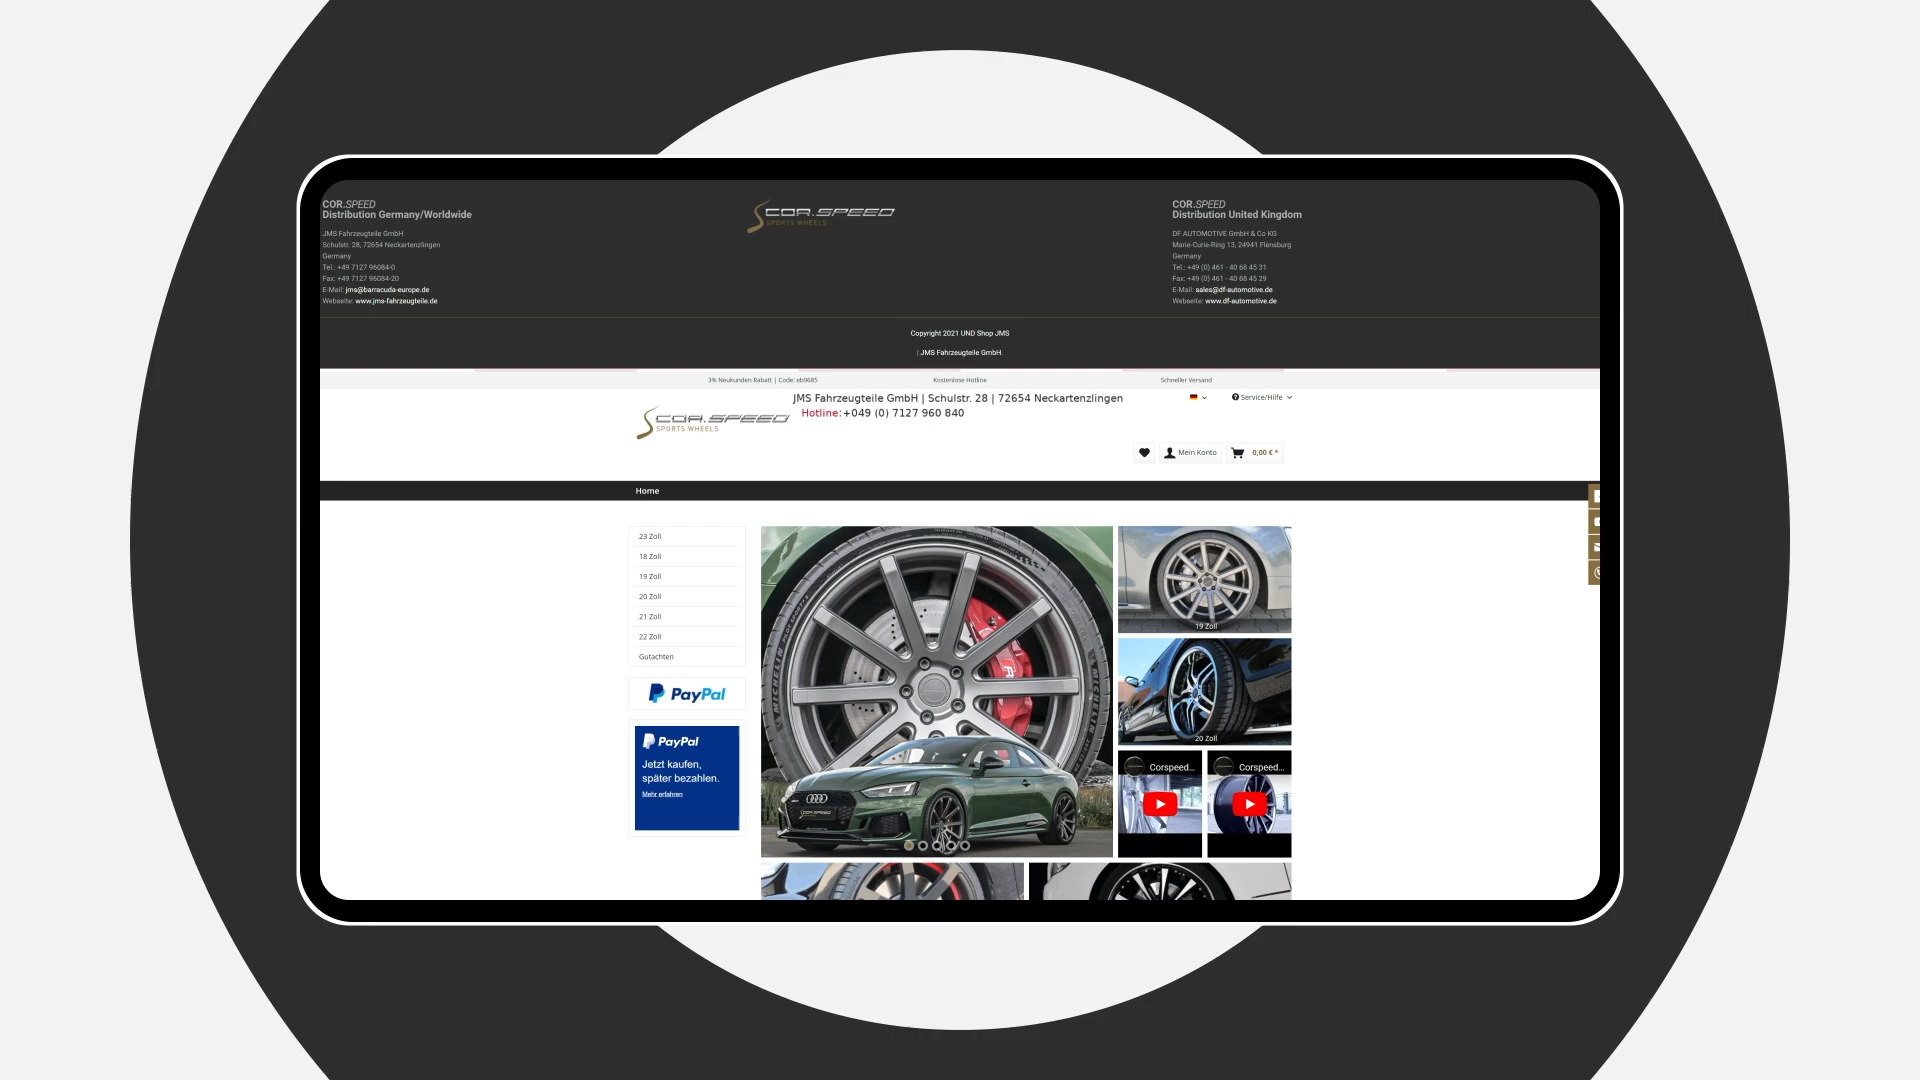 COR.SPEED
Distribution Germany/Worldwide
JMS Fahrzeugteile GmbH
Schulstr. 28, 72654 Neckartenzlingen
Germany
Tel.: +49 7127 96084-0
Fax: +49 7127 96084-20
E-Mail: jms@barracuda-europe.de
Webseite: www.jms-fahrzeugteile.de
COR.SPEED
SPORTS WHEELS
COR.SPEED
Distribution United Kingdom
DF AUTOMOTIVE GmbH & Co KG
Marie-Curie-Ring 13, 24941 Flensburg
Germany
Tel.: +49 (0) 461 - 40 68 45 31
Fax: +49 (0) 461 - 40 68 45 29
E-Mail: sales@df-automotive.de
Webseite: www.df-automotive.de
Copyright 2021 UND Shop JMS
| JMS Fahrzeugteile GmbH.
3% Neukunden Rabatt | Code: eb9685
Kostenlose Hotline
Schneller Versand
COR.SPEED
SPORTS WHEELS
JMS Fahrzeugteile GmbH | Schulstr. 28 | 72654 Neckartenzlingen
Hotline: +049 (0) 7127 960 840
Service/Hilfe
Mein Konto
0,00 € *
Home
23 Zoll
18 Zoll
19 Zoll
20 Zoll
21 Zoll
22 Zoll
Gutachten
PayPal
PayPal
Jetzt kaufen,
später bezahlen.
Mehr erfahren
MICHELIN
MICHELIN
19 Zoll
20 Zoll
Corspeed...
Corspeed...